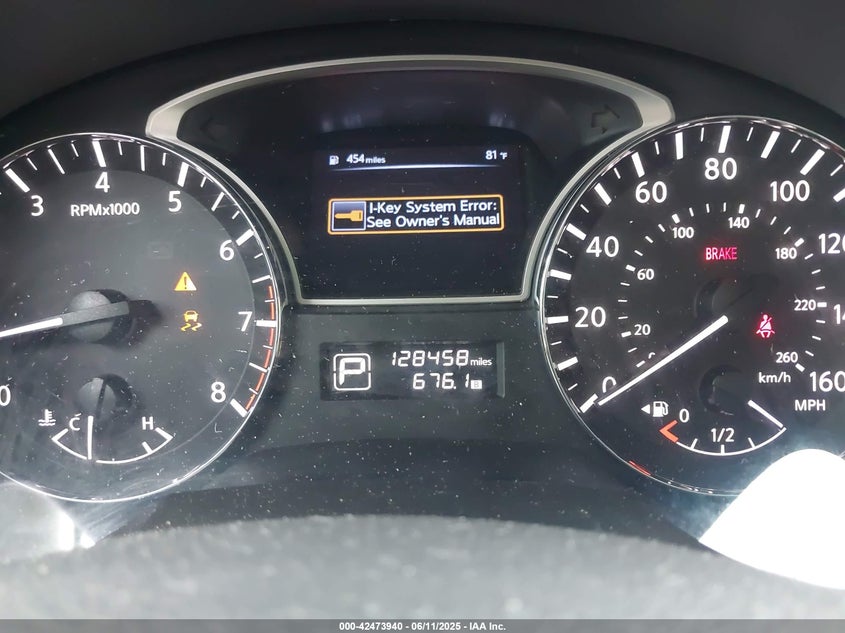 454 miles 81 °F
I-Key System Error:
See Owner's Manual
3 4 5 6 7 8 0
RPMx1000
C H
P
128458 miles
676.1 B
0 20 40 60 80 100 120 160
20 60 100 140 180 220 260
BRAKE
km/h
MPH
0 1/2
000-42473940 - 06/11/2025 - IAA Inc.